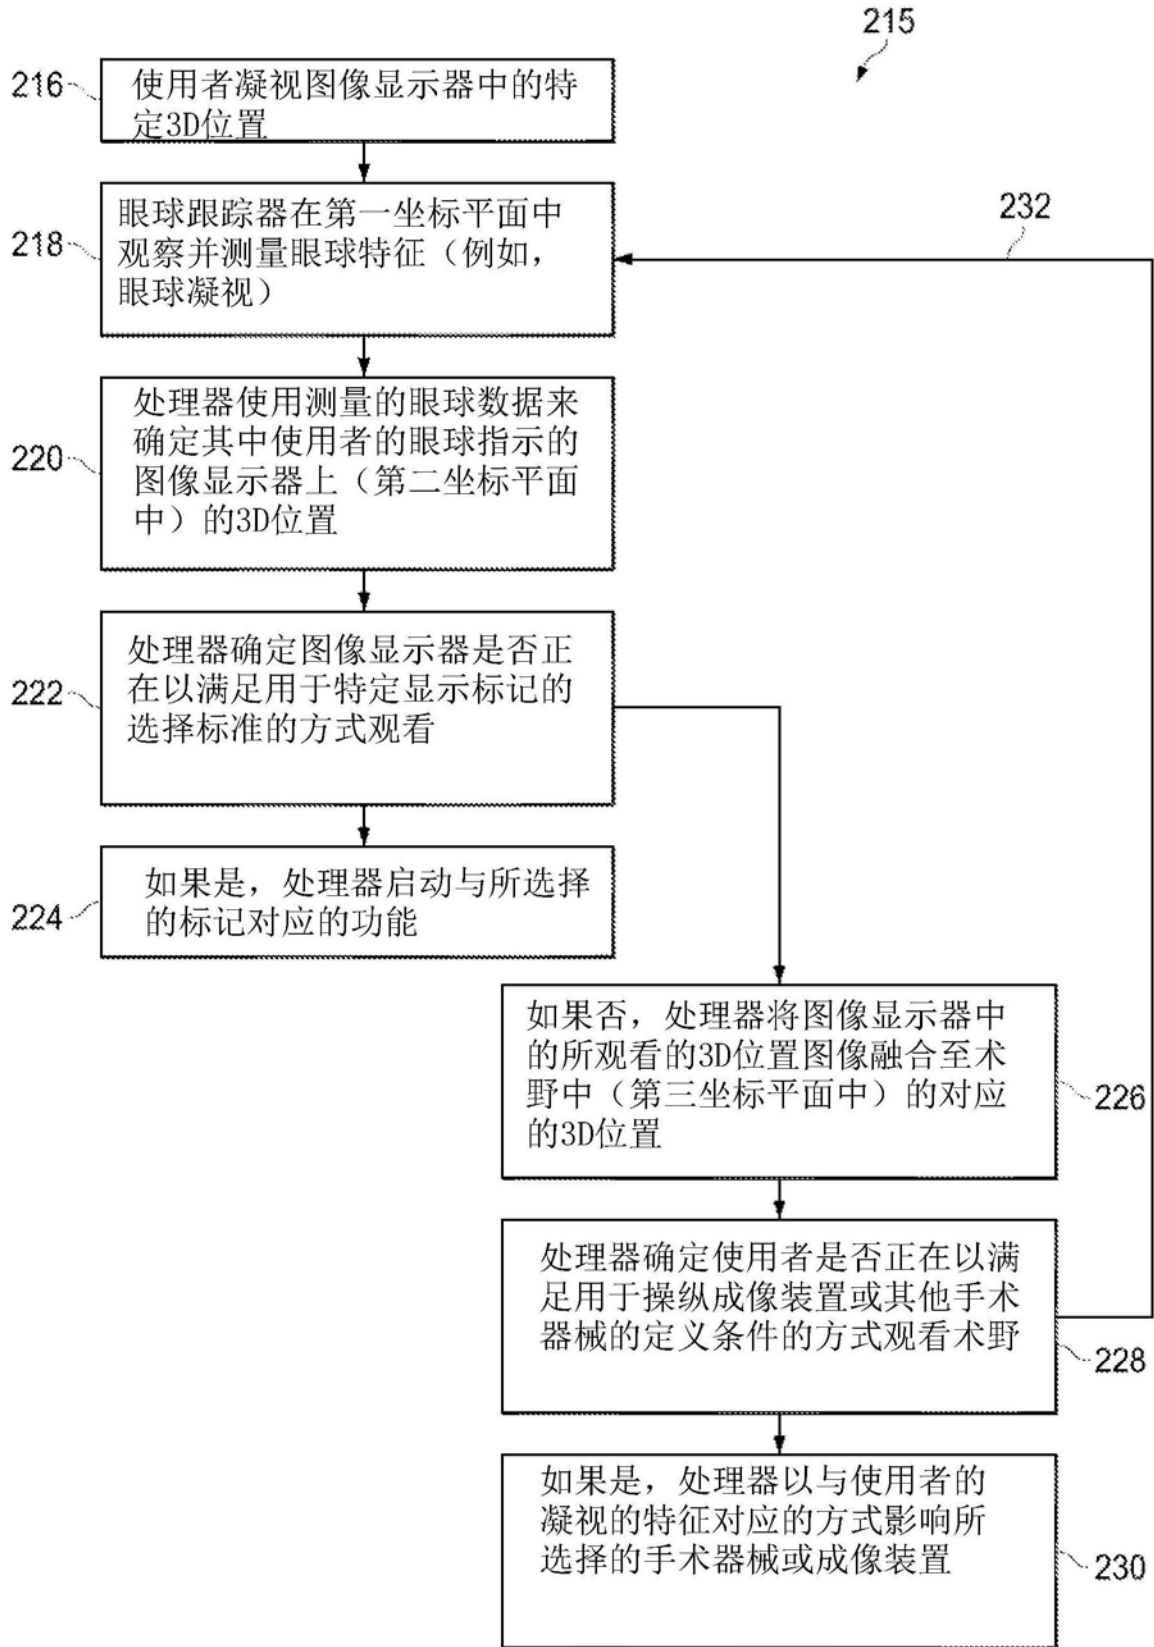 215
216
使用者凝视图像显示器中的特
定3D位置
218
眼球跟踪器在第一坐标平面中
观察并测量眼球特征（例如，
眼球凝视）
232
220
处理器使用测量的眼球数据来
确定其中使用者的眼球指示的
图像显示器上（第二坐标平面
中）的3D位置
222
处理器确定图像显示器是否正
在以满足用于特定显示标记的
选择标准的方式观看
224
如果是，处理器启动与所选择
的标记对应的功能
如果否，处理器将图像显示器中
的所观看的3D位置图像融合至术
野中（第三坐标平面中）的对应
的3D位置
226
处理器确定使用者是否正在以满
足用于操纵成像装置或其他手术
器械的定义条件的方式观看术野
228
如果是，处理器以与使用者的
凝视的特征对应的方式影响所
选择的手术器械或成像装置
230